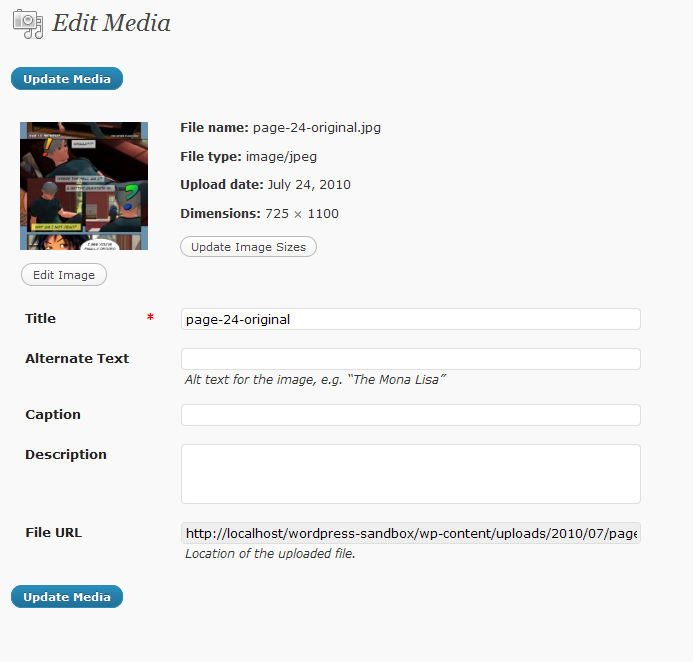 Edit Media
Update Media
File name: page-24-original.jpg
File type: image/jpeg
Upload date: July 24, 2010
Dimensions: 725 × 1100
Update Image Sizes
Edit Image
Title *
page-24-original
Alternate Text
Alt text for the image, e.g. “The Mona Lisa”
Caption
Description
File URL
http://localhost/wordpress-sandbox/wp-content/uploads/2010/07/page
Location of the uploaded file.
Update Media